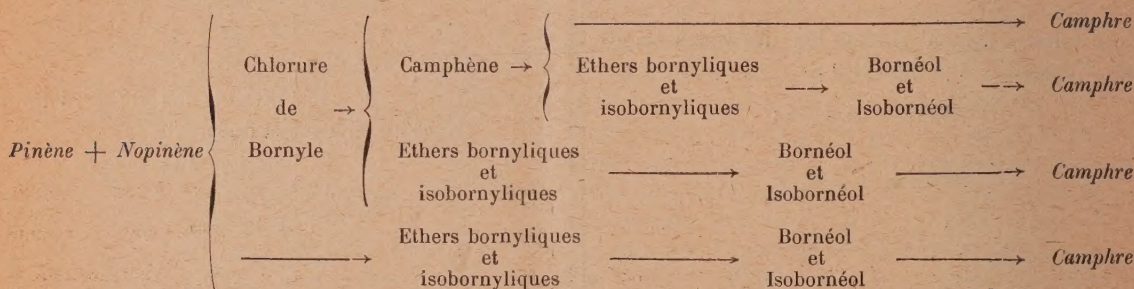 Camphre
Chlorure Camphène → Ethers bornyliques Bornéol
et → et → Camphre
de → isobornyliques Isobornéol
Pinène + Nopinène Bornyle Ethers bornyliques Bornéol
et → et → Camphre
isobornyliques Isobornéol
Ethers bornyliques Bornéol
→ et → et → Camphre
isobornyliques Isobornéol